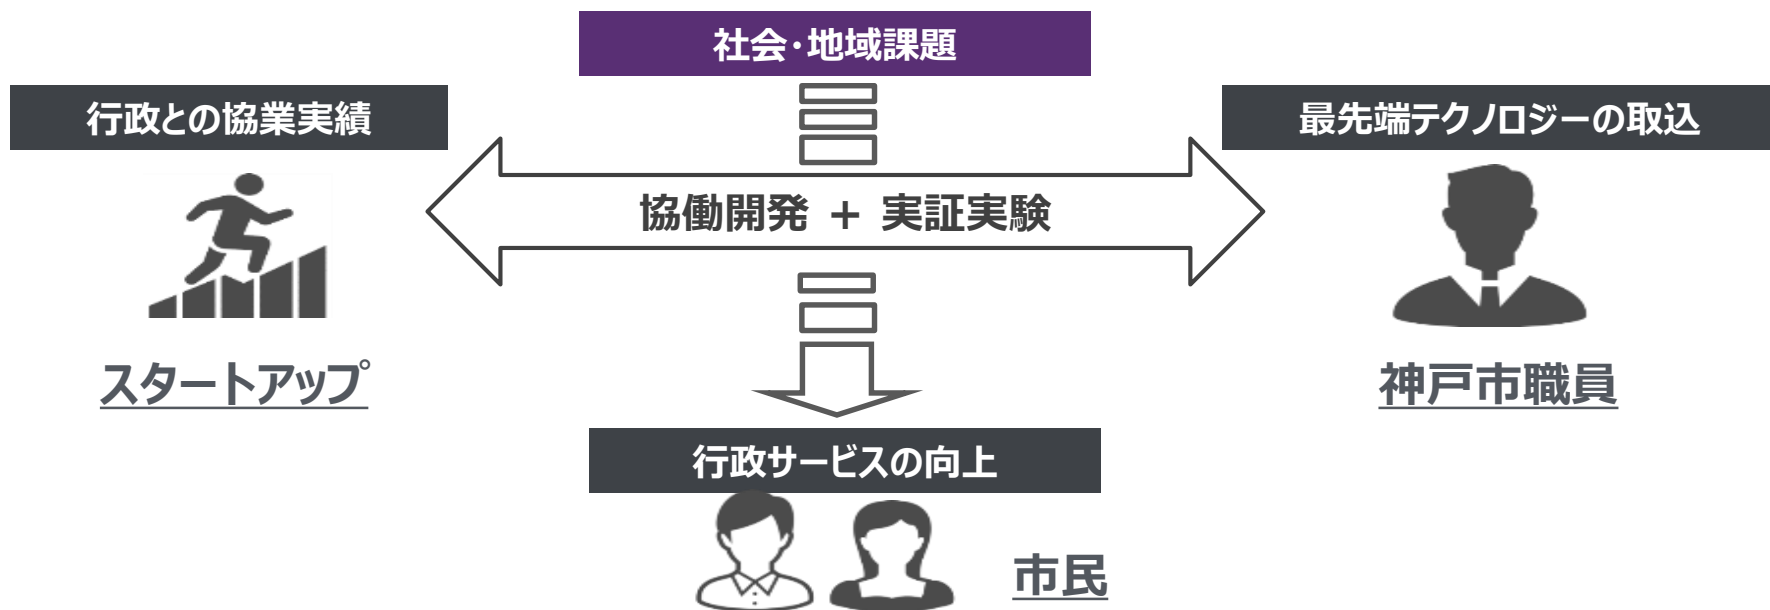 社会・地域課題
行政との協業実績
最先端テクノロジーの取込
協働開発 + 実証実験
スタートアップ
神戸市職員
行政サービスの向上
市民